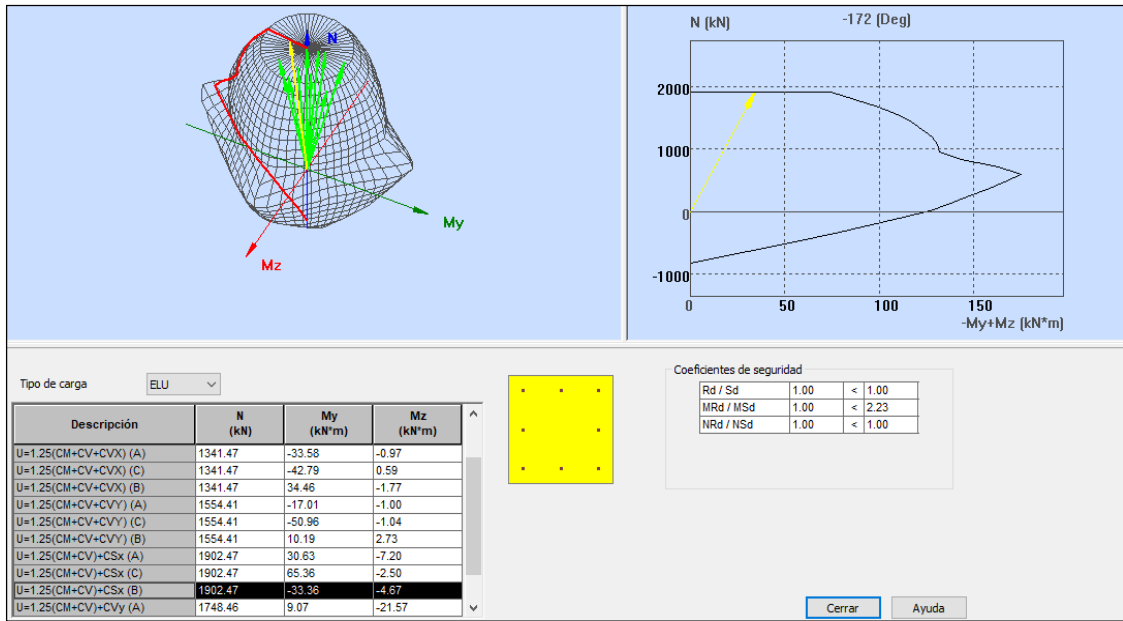 N
My
Mz
N (kN)
-172 (Deg)
2000
1000
0
-1000
0
50
100
150
-My+Mz (kN*m)
Tipo de carga
ELU
Descripción N (kN) My (kN*m) Mz (kN*m)
U=1.25(CM+CV+CVX) (A) 1341.47 -33.58 -0.97
U=1.25(CM+CV+CVX) (C) 1341.47 -42.79 0.59
U=1.25(CM+CV+CVX) (B) 1341.47 34.46 -1.77
U=1.25(CM+CV+CVY) (A) 1554.41 -17.01 -1.00
U=1.25(CM+CV+CVY) (C) 1554.41 -50.96 -1.04
U=1.25(CM+CV+CVY) (B) 1554.41 10.19 2.73
U=1.25(CM+CV)+CSx (A) 1902.47 30.63 -7.20
U=1.25(CM+CV)+CSx (C) 1902.47 65.36 -2.50
U=1.25(CM+CV)+CSx (B) 1902.47 -33.36 -4.67
U=1.25(CM+CV)+CVy (A) 1748.46 9.07 -21.57
Coeficientes de seguridad
Rd / Sd 1.00 < 1.00
MRd / MSd 1.00 < 2.23
NRd / NSd 1.00 < 1.00
Cerrar
Ayuda